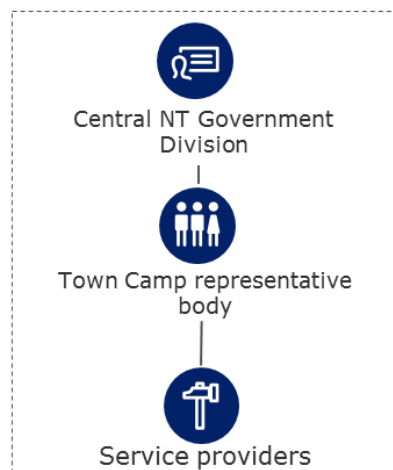 Central NT Government
Division
Town Camp representative
body
Service providers